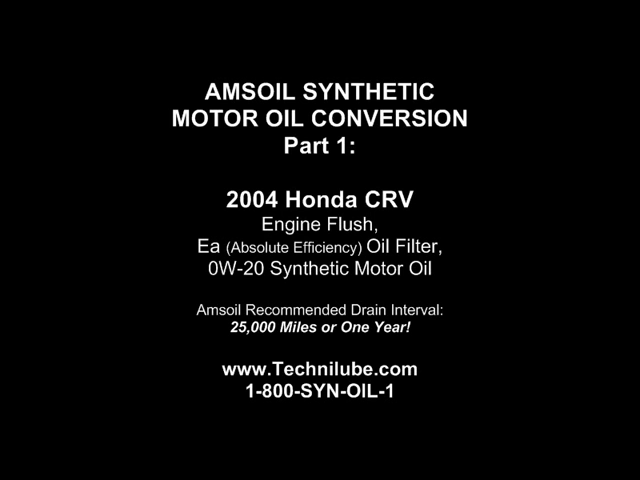 AMSOIL SYNTHETIC
MOTOR OIL CONVERSION
Part 1:
2004 Honda CRV
Engine Flush,
Ea (Absolute Efficiency) Oil Filter,
0W-20 Synthetic Motor Oil
Amsoil Recommended Drain Interval:
25,000 Miles or One Year!
www.Technilube.com
1-800-SYN-OIL-1